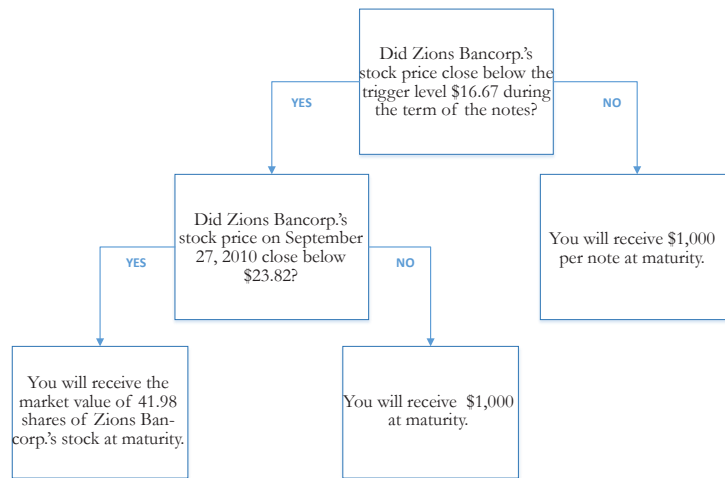 Did Zions Bancorp.'s
stock price close below the
trigger level $16.67 during
the term of the notes?
YES
NO
Did Zions Bancorp.'s
stock price on September
27, 2010 close below
$23.82?
You will receive $1,000
per note at maturity.
YES
NO
You will receive the
market value of 41.98
shares of Zions Ban-
corp.'s stock at maturity.
You will receive $1,000
at maturity.